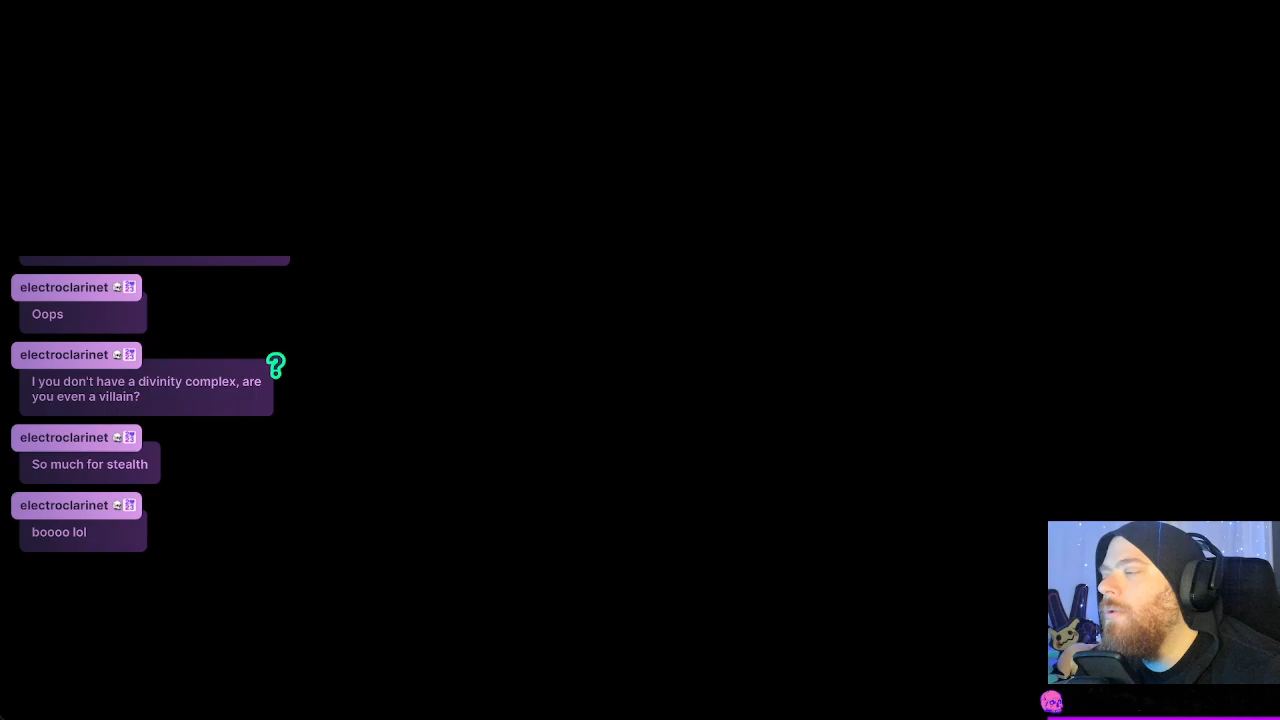 electroclarinet
Oops
electroclarinet
I you don't have a divinity complex, are
you even a villain?
electroclarinet
So much for stealth
electroclarinet
boooo lol